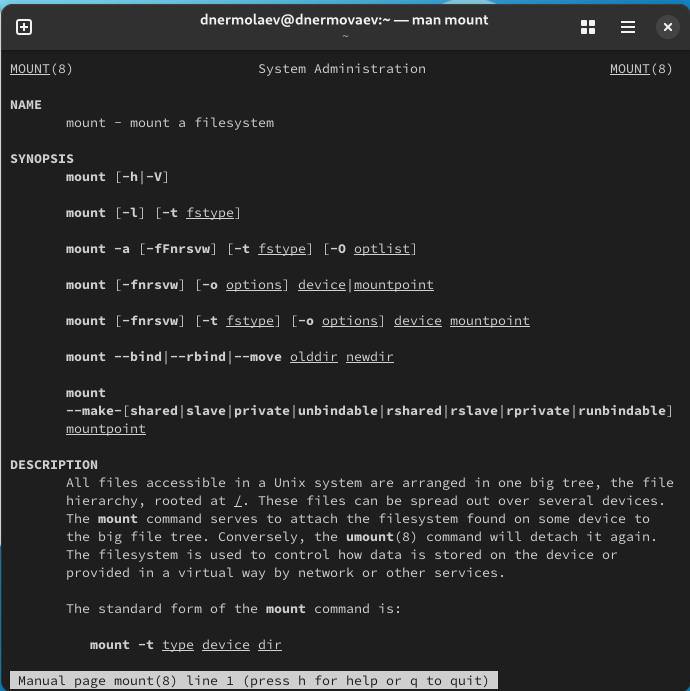 dnermolaev@dnermovaev:~ — man mount
~
MOUNT(8) System Administration MOUNT(8)
NAME
mount - mount a filesystem
SYNOPSIS
mount [-h|-V]
mount [-l] [-t fstype]
mount -a [-fFnrsvw] [-t fstype] [-O optlist]
mount [-fnrsvw] [-o options] device|mountpoint
mount [-fnrsvw] [-t fstype] [-o options] device mountpoint
mount --bind|--rbind|--move olddir newdir
mount
--make-[shared|slave|private|unbindable|rshared|rslave|rprivate|runbindable]
mountpoint
DESCRIPTION
All files accessible in a Unix system are arranged in one big tree, the file
hierarchy, rooted at /. These files can be spread out over several devices.
The mount command serves to attach the filesystem found on some device to
the big file tree. Conversely, the umount(8) command will detach it again.
The filesystem is used to control how data is stored on the device or
provided in a virtual way by network or other services.
The standard form of the mount command is:
mount -t type device dir
Manual page mount(8) line 1 (press h for help or q to quit)